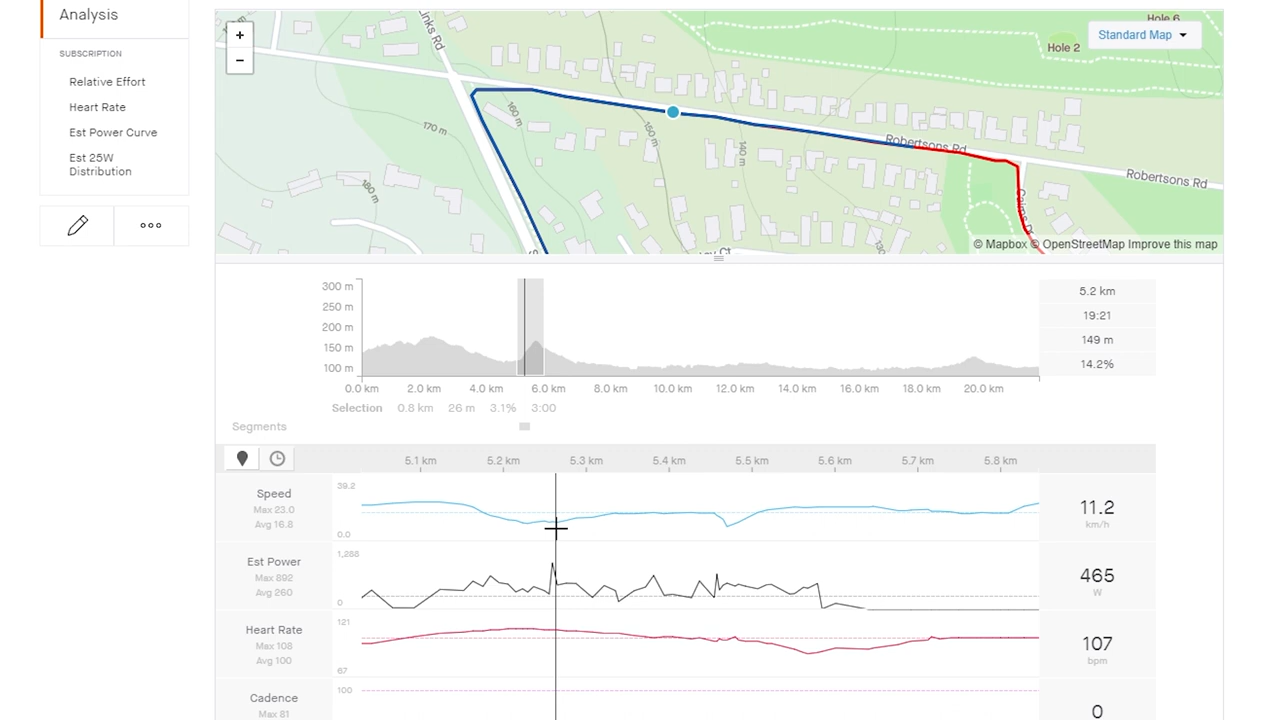 Analysis
SUBSCRIPTION
Relative Effort
Heart Rate
Est Power Curve
Est 25W
Distribution
+
-
Links Rd
Hole 6
Hole 2
Standard Map
170 m
160 m
150 m
140 m
180 m
130
Robertsons Rd
Robertsons Rd
© Mapbox © OpenStreetMap Improve this map
300 m
250 m
200 m
150 m
100 m
0.0 km 2.0 km 4.0 km 6.0 km 8.0 km 10.0 km 12.0 km 14.0 km 16.0 km 18.0 km 20.0 km
5.2 km
19:21
149 m
14.2%
Selection 0.8 km 26 m 3.1% 3:00
Segments
5.1 km 5.2 km 5.3 km 5.4 km 5.5 km 5.6 km 5.7 km 5.8 km
Speed
Max 23.0
Avg 16.8
39.2
0.0
11.2
km/h
Est Power
Max 892
Avg 260
1,288
0
465
W
Heart Rate
Max 108
Avg 100
121
67
107
bpm
Cadence
Max 81
100
0